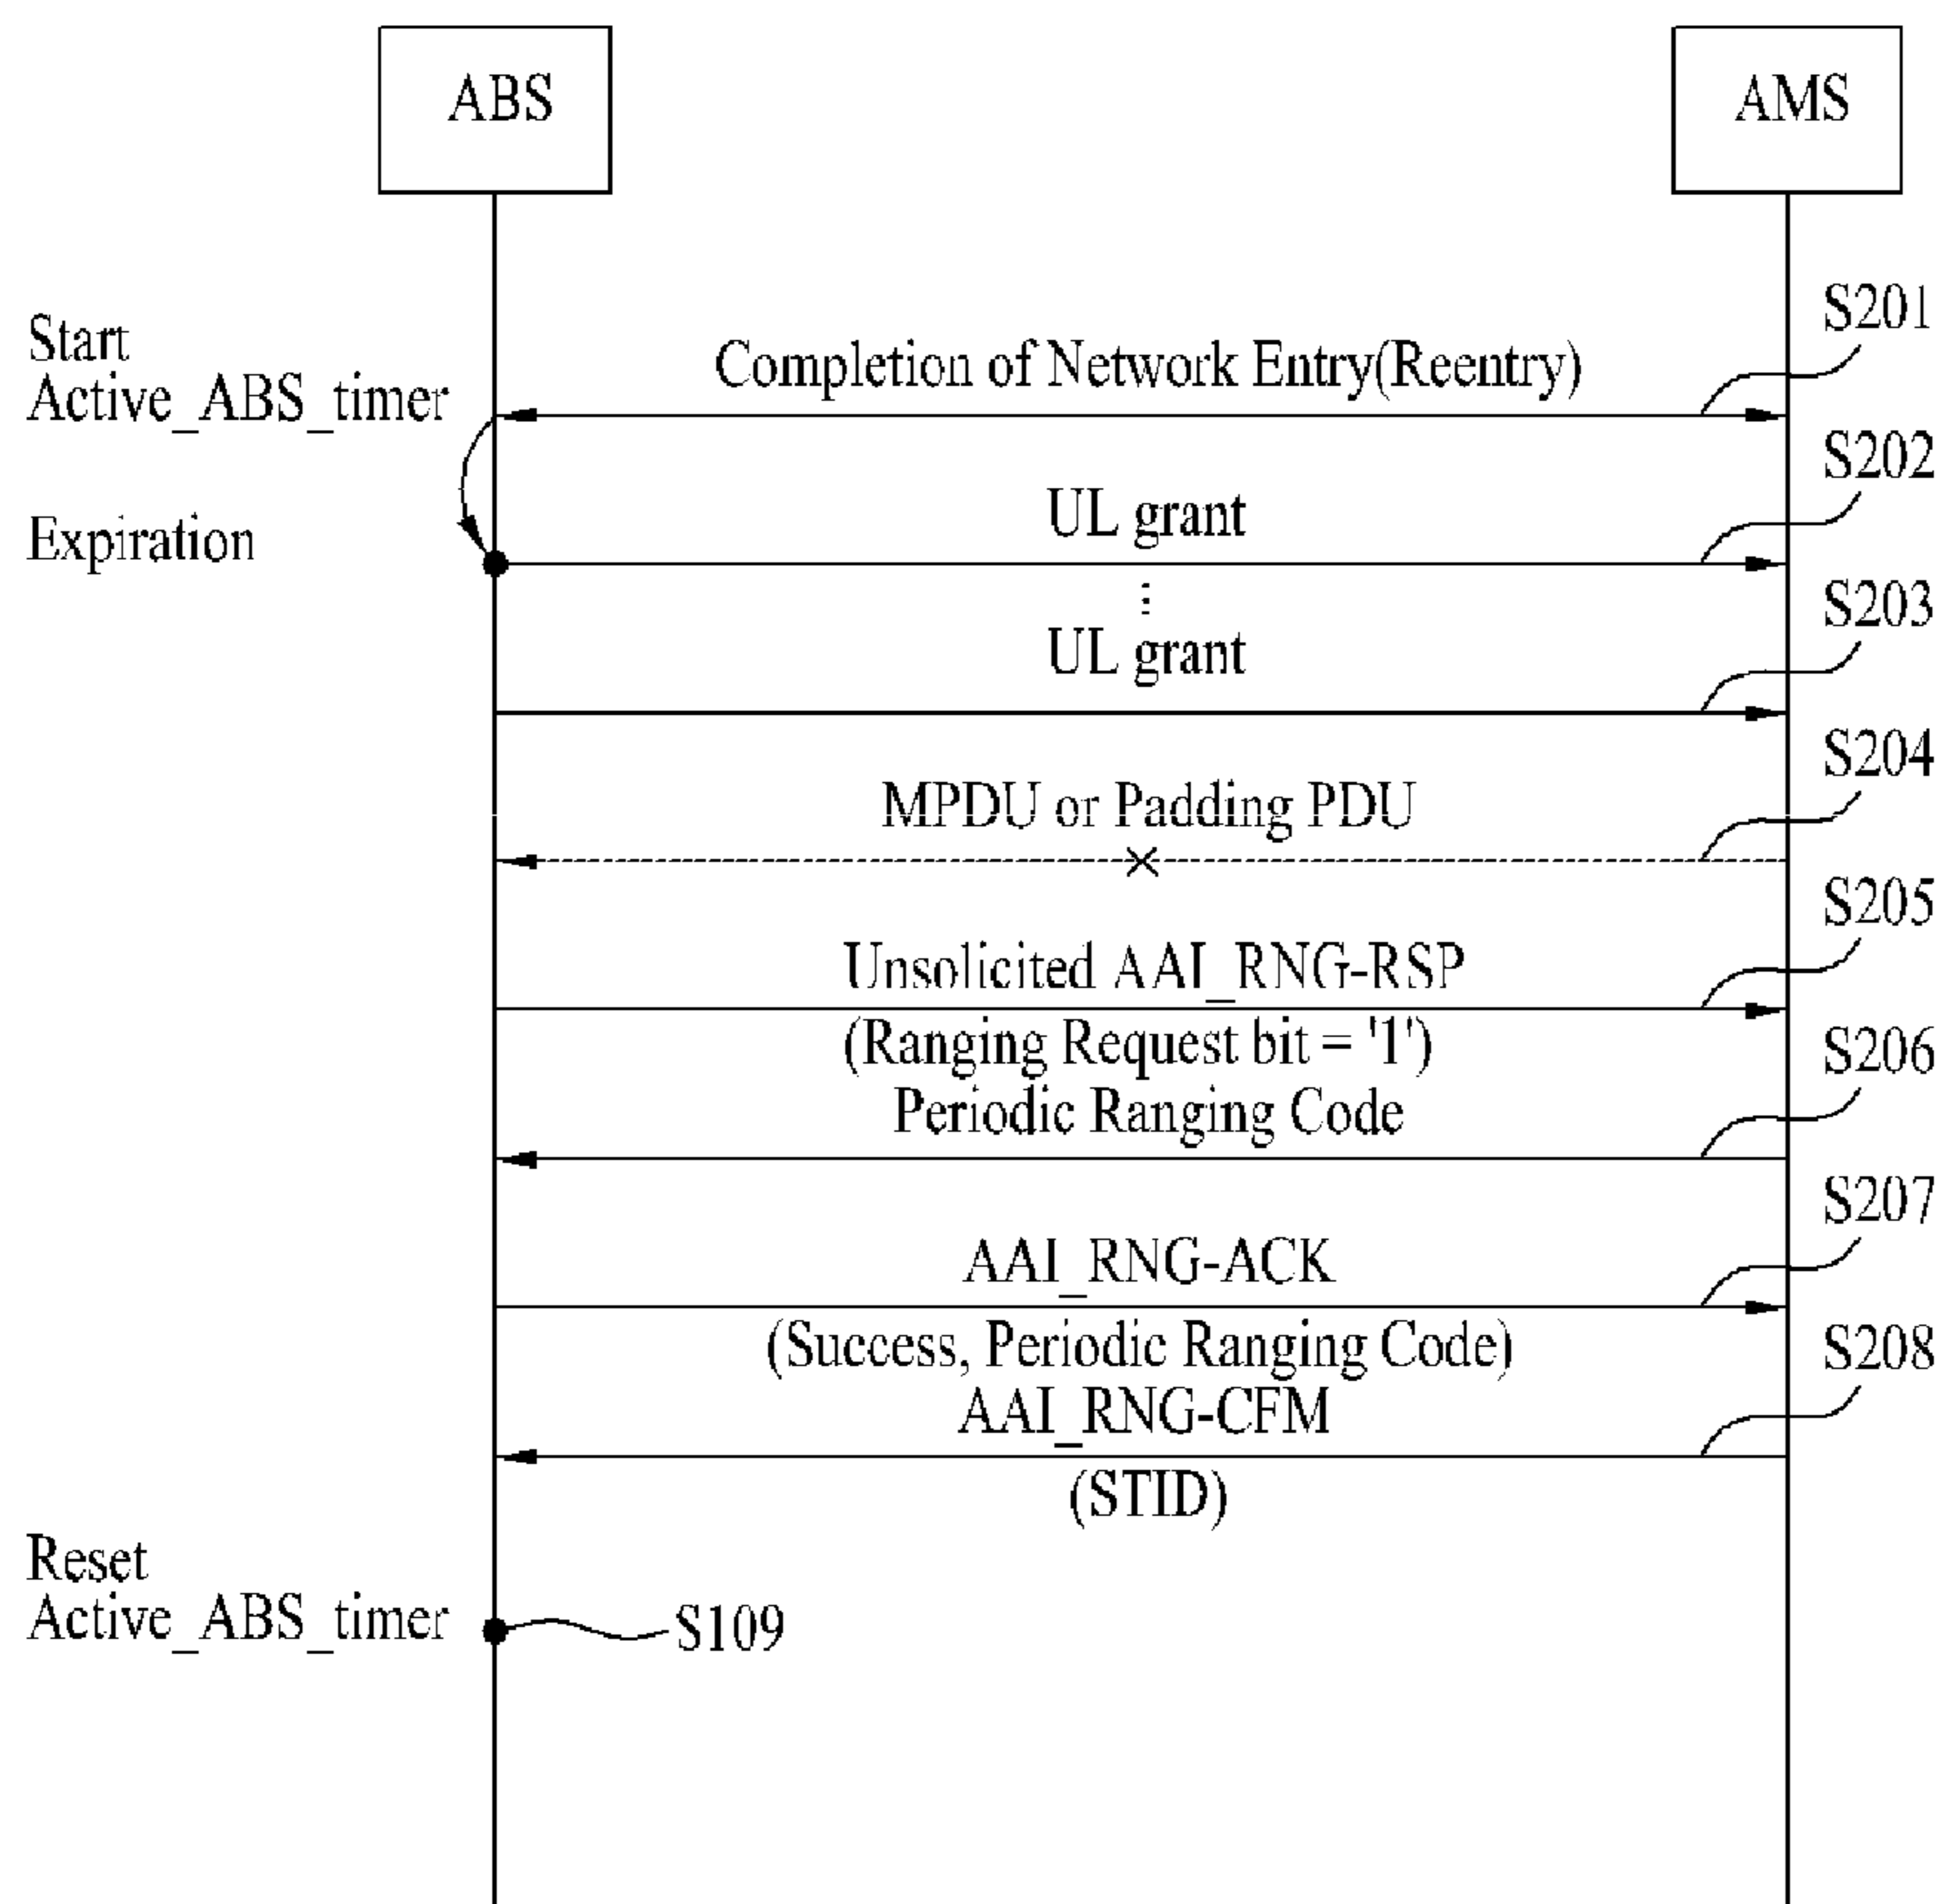 ABS
AMS
S201
Start
Active_ABS_timer
Completion of Network Entry(Reentry)
S202
Expiration
UL grant
⋮
S203
UL grant
S204
MPDU or Padding PDU
S205
Unsolicited AAI_RNG-RSP
(Ranging Request bit = '1')
S206
Periodic Ranging Code
S207
AAI_RNG-ACK
(Success, Periodic Ranging Code)
S208
AAI_RNG-CFM
(STID)
Reset
Active_ABS_timer
S109